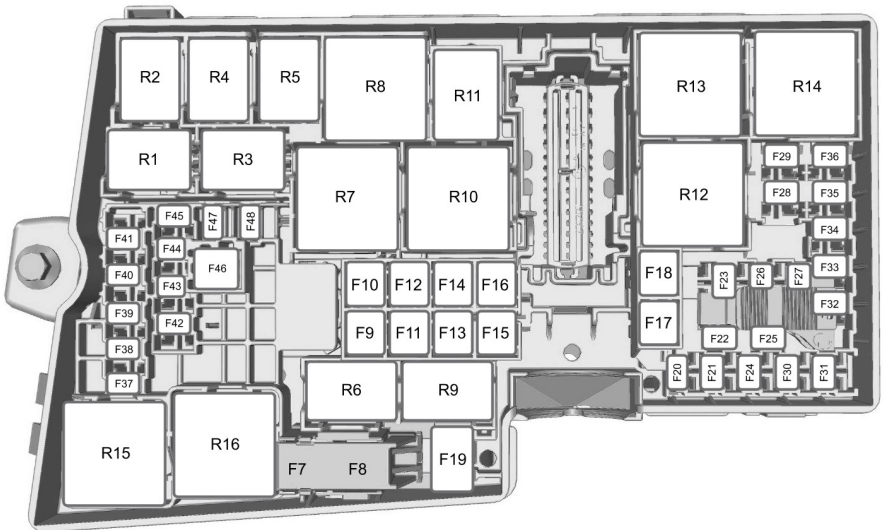 R2 R4 R5 R8 R11 R13 R14
R1 R3 R7 R10 R12
F29 F36
F28 F35
F45 F47 F48
F41 F44 F34
F40 F46 F43
F10 F12 F14 F16 F18 F23 F26 F27 F33
F39 F42 F32
F9 F11 F13 F15 F17 F22 F25
F38
F37 R6 R9 F20 F21 F24 F30 F31
R15 R16 F7 F8 F19